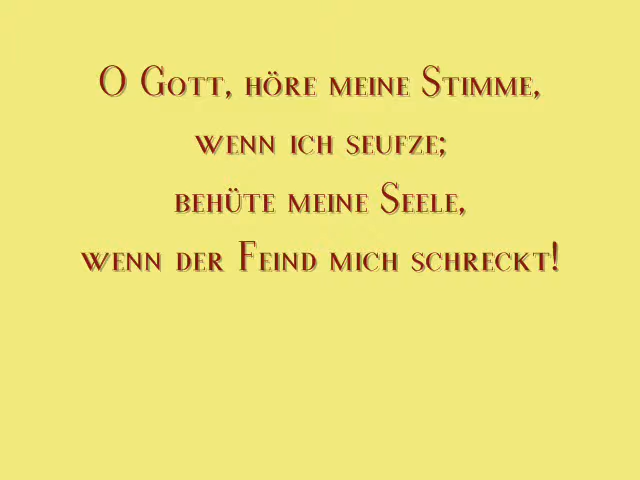 O Gott, höre meine Stimme,
wenn ich seufze;
behüte meine Seele,
wenn der Feind mich schreckt!